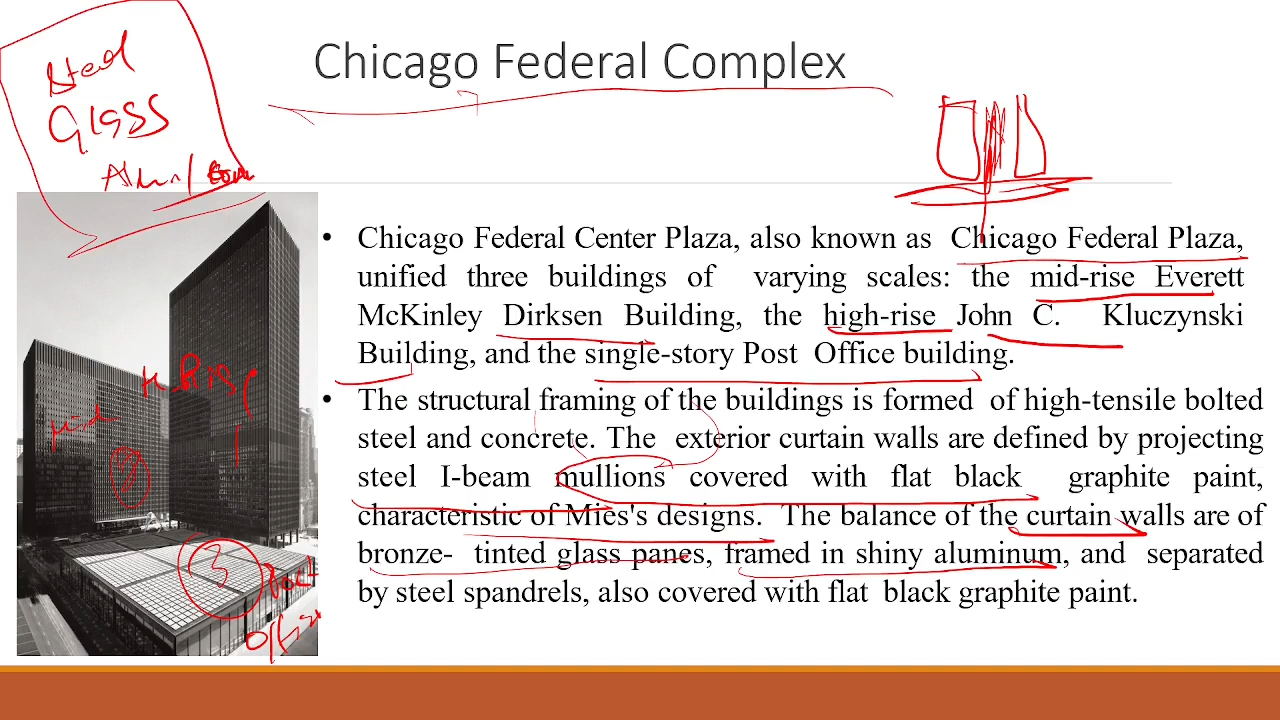 Chicago Federal Complex
Steel
Glass
• Chicago Federal Center Plaza, also known as Chicago Federal Plaza,
unified three buildings of varying scales: the mid-rise Everett
McKinley Dirksen Building, the high-rise John C. Kluczynski
Building, and the single-story Post Office building.
• The structural framing of the buildings is formed of high-tensile bolted
steel and concrete. The exterior curtain walls are defined by projecting
steel I-beam mullions covered with flat black graphite paint,
characteristic of Mies's designs. The balance of the curtain walls are of
bronze- tinted glass panes, framed in shiny aluminum, and separated
by steel spandrels, also covered with flat black graphite paint.
H-Rise
mid
2
3
Post
Office